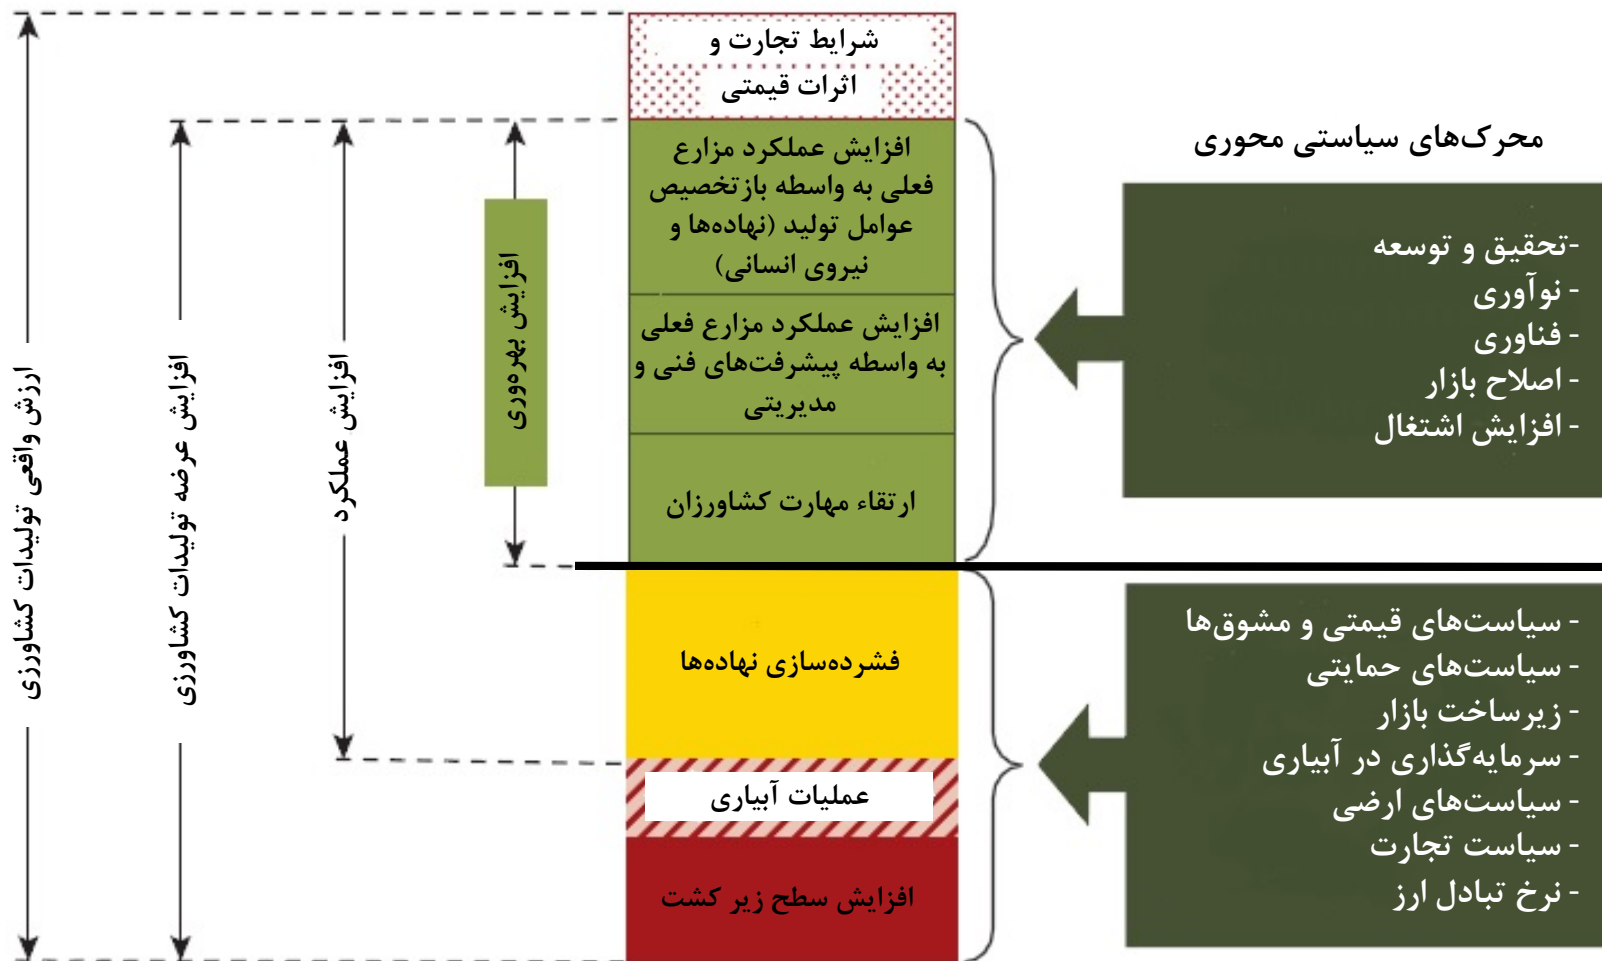 شرایط تجارت و
اثرات قیمتی
افزایش عملکرد مزارع
فعلی به واسطه بازتخصیص
عوامل تولید (نهاده‌ها و
نیروی انسانی)
افزایش عملکرد مزارع فعلی
به واسطه پیشرفت‌های فنی و
مدیریتی
ارتقاء مهارت کشاورزان
فشرده‌سازی نهاده‌ها
عملیات آبیاری
افزایش سطح زیر کشت
محرک‌های سیاستی محوری
-تحقیق و توسعه
- نوآوری
- فناوری
- اصلاح بازار
- افزایش اشتغال
- سیاست‌های قیمتی و مشوق‌ها
- سیاست‌های حمایتی
- زیرساخت بازار
- سرمایه‌گذاری در آبیاری
- سیاست‌های ارضی
- سیاست تجارت
- نرخ تبادل ارز
افزایش بهره‌وری
افزایش عملکرد
افزایش عرضه تولیدات کشاورزی
ارزش واقعی تولیدات کشاورزی